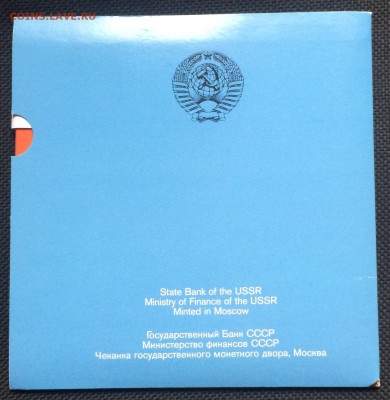 COINS.LAVE.RU
State Bank of the USSR
Ministry of Finance of the USSR
Minted in Moscow
Государственный Банк СССР
Министерство финансов СССР
Чеканка государственного монетного двора, Москва